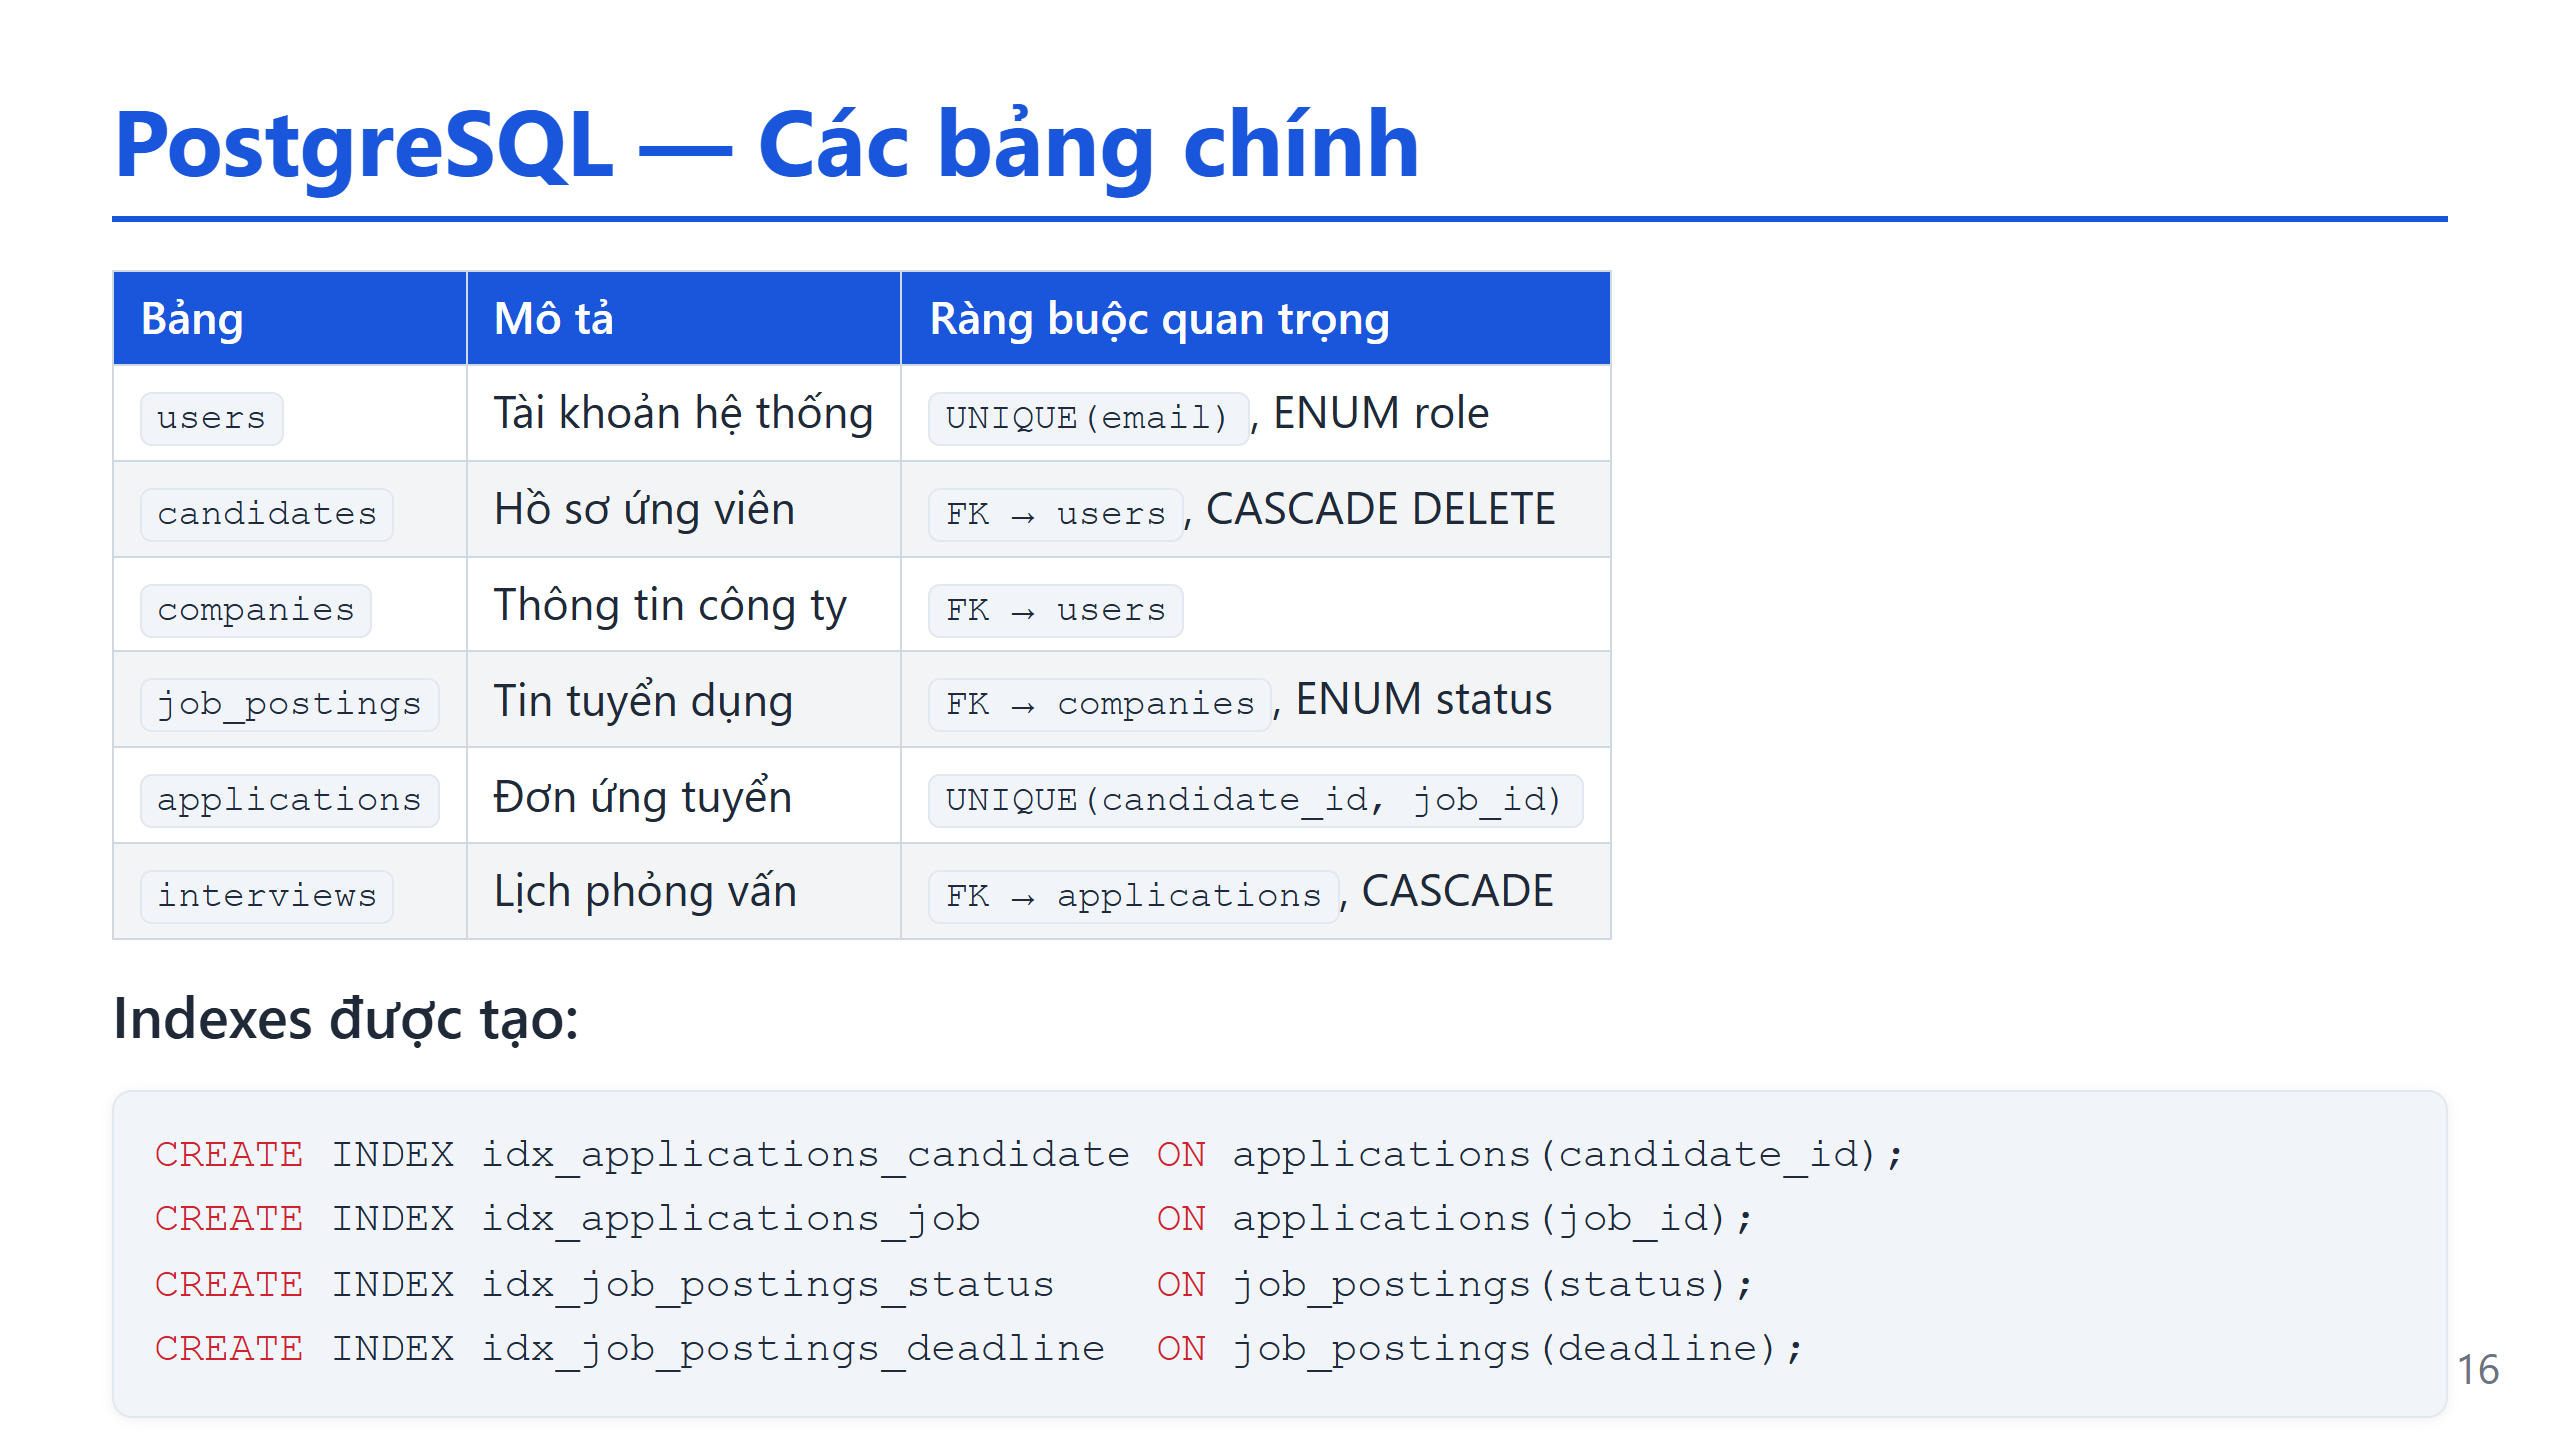 PostgreSQL — Các bảng chính
Bảng Mô tả Ràng buộc quan trọng
users Tài khoản hệ thống UNIQUE(email), ENUM role
candidates Hồ sơ ứng viên FK → users, CASCADE DELETE
companies Thông tin công ty FK → users
job_postings Tin tuyển dụng FK → companies, ENUM status
applications Đơn ứng tuyển UNIQUE(candidate_id, job_id)
interviews Lịch phỏng vấn FK → applications, CASCADE
Indexes được tạo:
CREATE INDEX idx_applications_candidate ON applications(candidate_id);
CREATE INDEX idx_applications_job       ON applications(job_id);
CREATE INDEX idx_job_postings_status    ON job_postings(status);
CREATE INDEX idx_job_postings_deadline  ON job_postings(deadline);
16